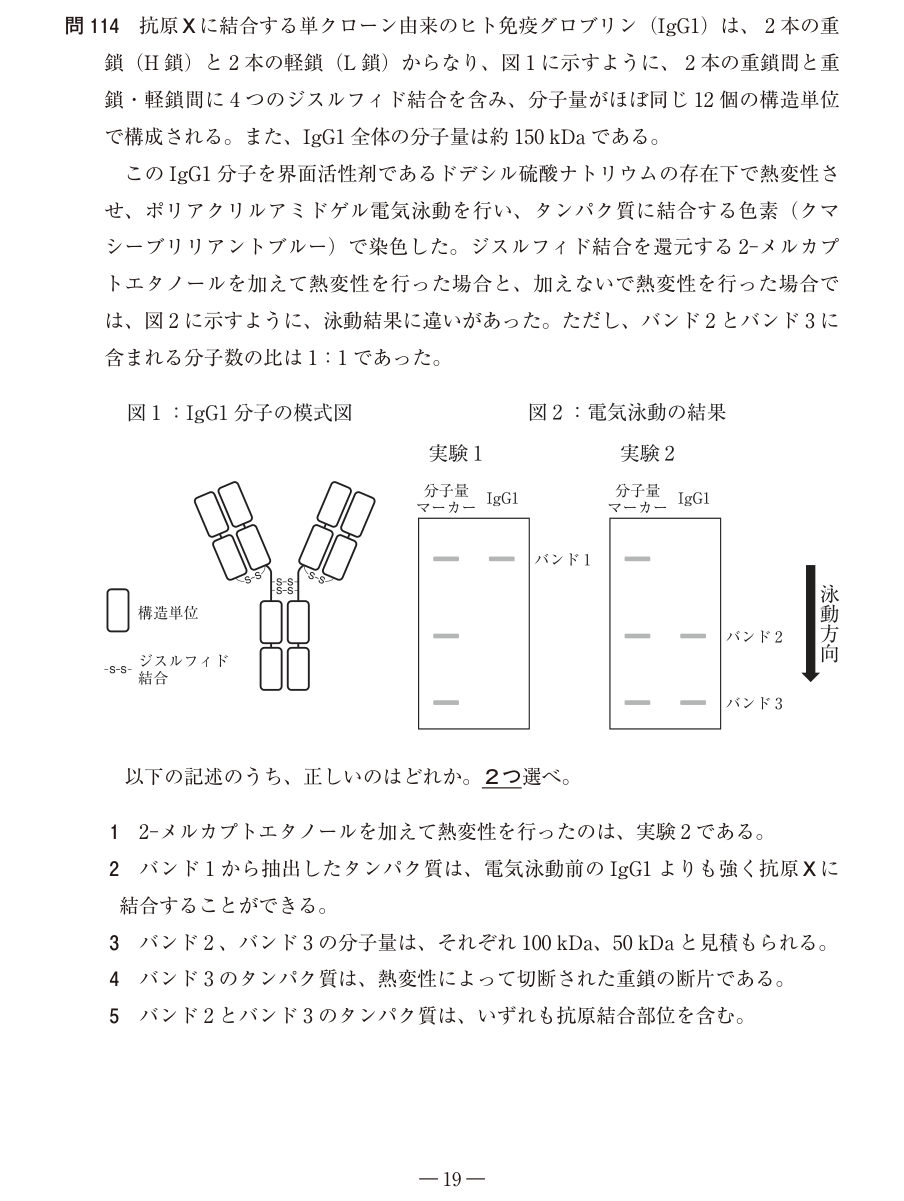 問 114　抗原 X に結合する単クローン由来のヒト免疫グロブリン（IgG1）は、２本の重
鎖（H 鎖）と２本の軽鎖（L 鎖）からなり、図１に示すように、２本の重鎖間と重
鎖・軽鎖間に４つのジスルフィド結合を含み、分子量がほぼ同じ 12 個の構造単位
で構成される。また、IgG1 全体の分子量は約 150 kDa である。
この IgG1 分子を界面活性剤であるドデシル硫酸ナトリウムの存在下で熱変性さ
せ、ポリアクリルアミドゲル電気泳動を行い、タンパク質に結合する色素（クマ
シーブリリアントブルー）で染色した。ジスルフィド結合を還元する 2-メルカプ
トエタノールを加えて熱変性を行った場合と、加えないで熱変性を行った場合で
は、図２に示すように、泳動結果に違いがあった。ただし、バンド２とバンド３に
含まれる分子数の比は１：１であった。
図１：IgG1 分子の模式図
図２：電気泳動の結果
実験１
実験２
分子量
マーカー
IgG1
分子量
マーカー
IgG1
バンド１
バンド２
バンド３
泳動方向
-S-S-
-S-S-
-S-S-
-S-S-
構造単位
-S-S-
ジスルフィド
結合
以下の記述のうち、正しいのはどれか。２つ選べ。
1　2-メルカプトエタノールを加えて熱変性を行ったのは、実験２である。
2　バンド１から抽出したタンパク質は、電気泳動前の IgG1 よりも強く抗原 X に
結合することができる。
3　バンド２、バンド３の分子量は、それぞれ 100 kDa、50 kDa と見積もられる。
4　バンド３のタンパク質は、熱変性によって切断された重鎖の断片である。
5　バンド２とバンド３のタンパク質は、いずれも抗原結合部位を含む。
― 19 ―